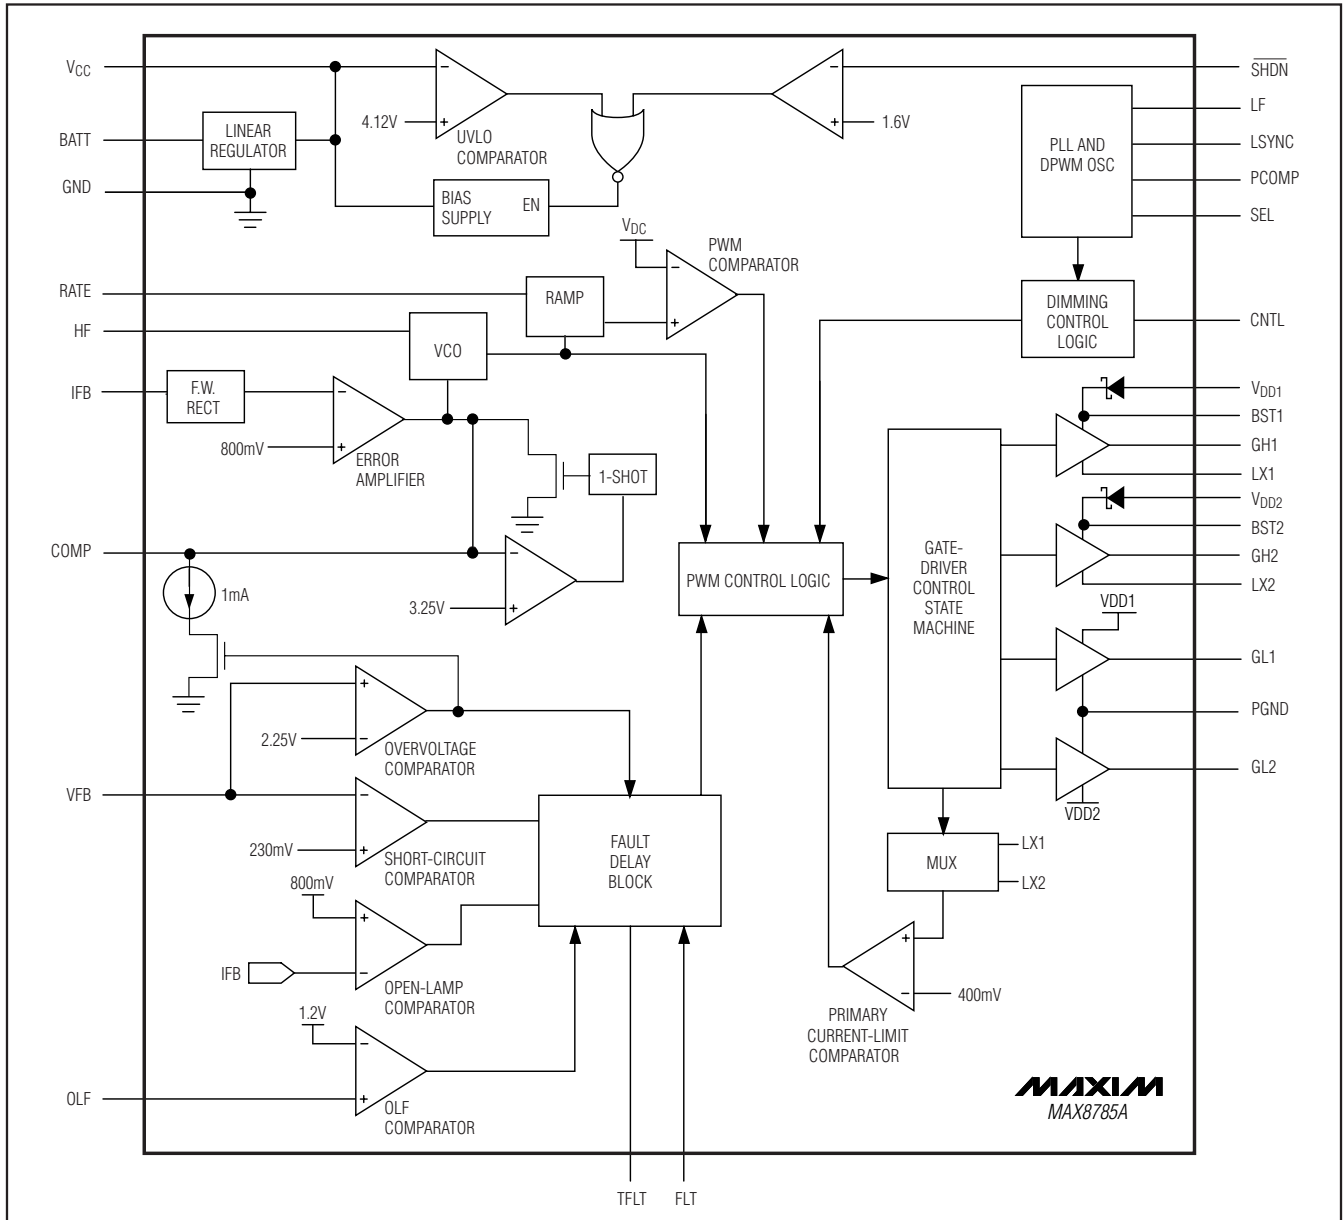 VCC
BATT
GND
LINEAR
REGULATOR
−
4.12V
+
UVLO
COMPARATOR
BIAS
SUPPLY
EN
−
+
1.6V
SHDN
LF
LSYNC
PCOMP
SEL
PLL AND
DPWM OSC
RATE
HF
IFB
RAMP
VDC
−
+
PWM
COMPARATOR
VCO
F.W.
RECT
−
800mV
+
ERROR
AMPLIFIER
1-SHOT
DIMMING
CONTROL
LOGIC
CNTL
VDD1
BST1
GH1
LX1
VDD2
BST2
GH2
LX2
VDD1
GL1
PGND
GL2
VDD2
COMP
1mA
−
3.25V
+
PWM CONTROL LOGIC
GATE-
DRIVER
CONTROL
STATE
MACHINE
+
2.25V
−
OVERVOLTAGE
COMPARATOR
VFB
−
230mV
+
SHORT-CIRCUIT
COMPARATOR
FAULT
DELAY
BLOCK
MUX
LX1
LX2
800mV
+
IFB
−
OPEN-LAMP
COMPARATOR
+
−
400mV
PRIMARY
CURRENT-LIMIT
COMPARATOR
1.2V
−
OLF
+
OLF
COMPARATOR
MAXIM
MAX8785A
TFLT
FLT